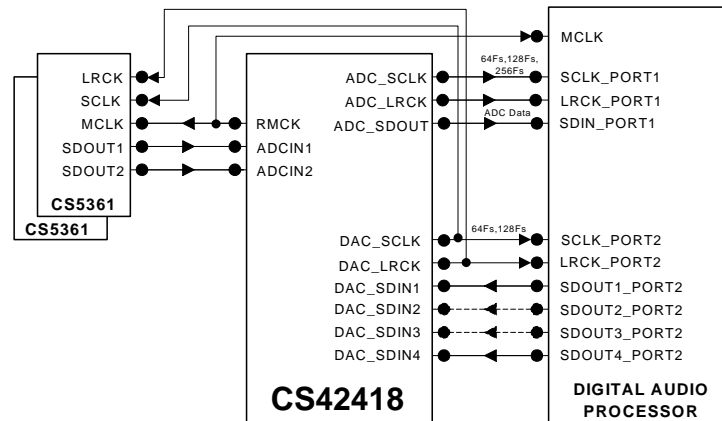 LRCK
SCLK
MCLK
SDOUT1
SDOUT2
CS5361
CS5361
RMCK
ADCIN1
ADCIN2
ADC_SCLK
ADC_LRCK
ADC_SDOUT
DAC_SCLK
DAC_LRCK
DAC_SDIN1
DAC_SDIN2
DAC_SDIN3
DAC_SDIN4
CS42418
64Fs,128Fs,
256Fs
ADC Data
64Fs,128Fs
MCLK
SCLK_PORT1
LRCK_PORT1
SDIN_PORT1
SCLK_PORT2
LRCK_PORT2
SDOUT1_PORT2
SDOUT2_PORT2
SDOUT3_PORT2
SDOUT4_PORT2
DIGITAL AUDIO
PROCESSOR